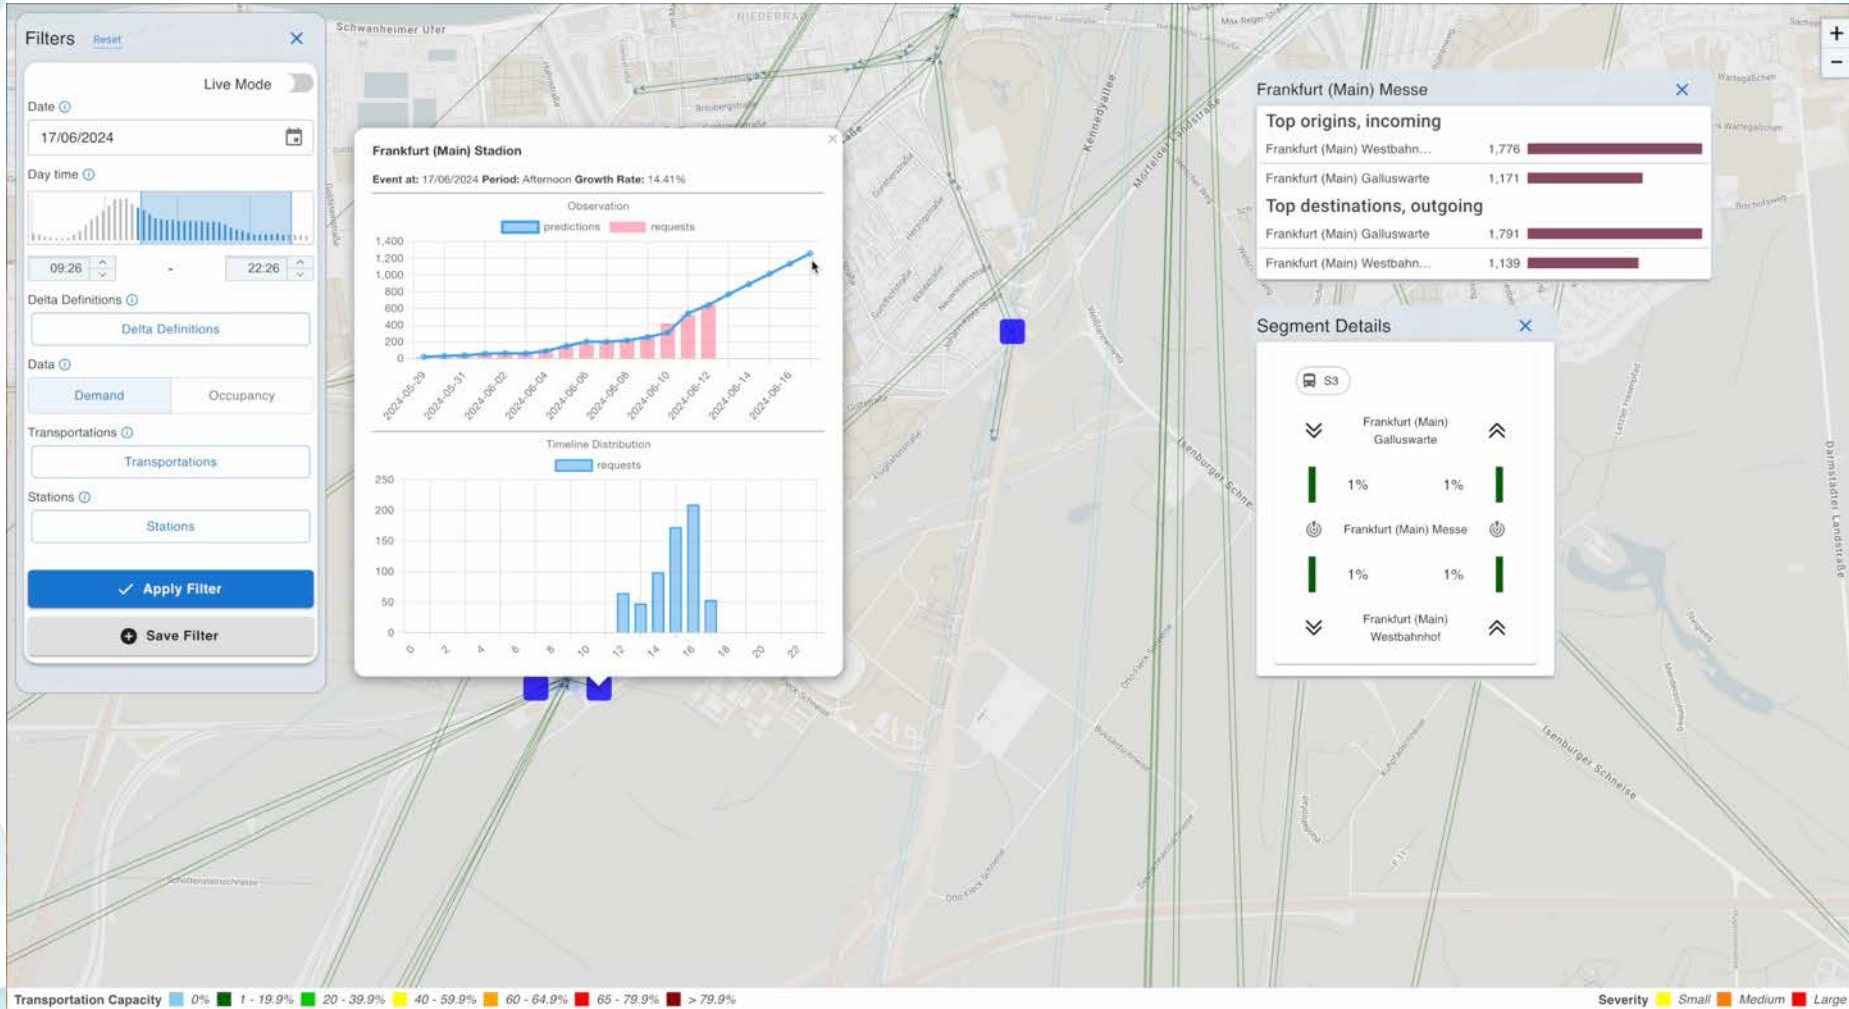 Filters Reset
Live Mode
Date
17/06/2024
Day time
09:26 - 22:26
Delta Definitions
Delta Definitions
Data
Demand Occupancy
Transportations
Transportations
Stations
Stations
Apply Filter
Save Filter
Frankfurt (Main) Stadion
Event at: 17/06/2024 Period: Afternoon Growth Rate: 14.41%
Observation
predictions requests
1,400
1,200
1,000
800
600
400
200
0
2024-05-29 2024-05-31 2024-06-02 2024-06-04 2024-06-06 2024-06-08 2024-06-10 2024-06-12 2024-06-14 2024-06-16
Timeline Distribution
requests
250
200
150
100
50
0
0 2 4 6 8 10 12 14 16 18 20 22
Frankfurt (Main) Messe
Top origins, incoming
Frankfurt (Main) Westbahn... 1,776
Frankfurt (Main) Galluswarte 1,171
Top destinations, outgoing
Frankfurt (Main) Galluswarte 1,791
Frankfurt (Main) Westbahn... 1,139
Segment Details
S3
Frankfurt (Main)
Galluswarte
1% 1%
Frankfurt (Main) Messe
1% 1%
Frankfurt (Main)
Westbahnhof
+
−
Schwanheimer Ufer
NIEDERRAD
Kennedyallee
Mörfelder Landstraße
Isenburger Schneise
Darmstädter Landstraße
Isenburger Schneise
Transportation Capacity 0% 1 - 19.9% 20 - 39.9% 40 - 59.9% 60 - 64.9% 65 - 79.9% > 79.9%
Severity Small Medium Large